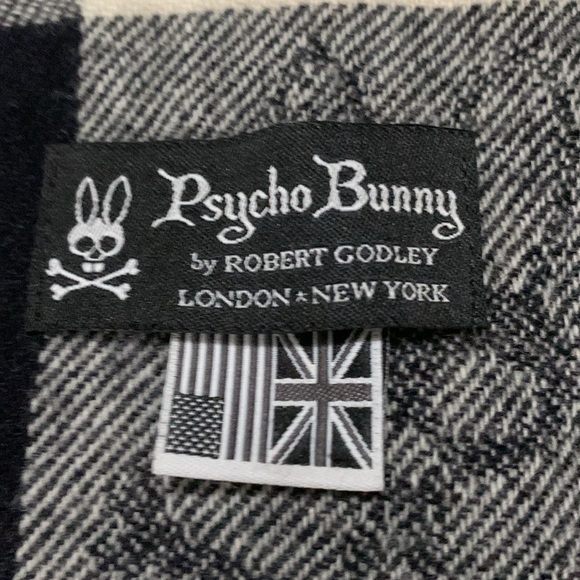 Psycho Bunny
by ROBERT GODLEY
LONDON ★ NEW YORK